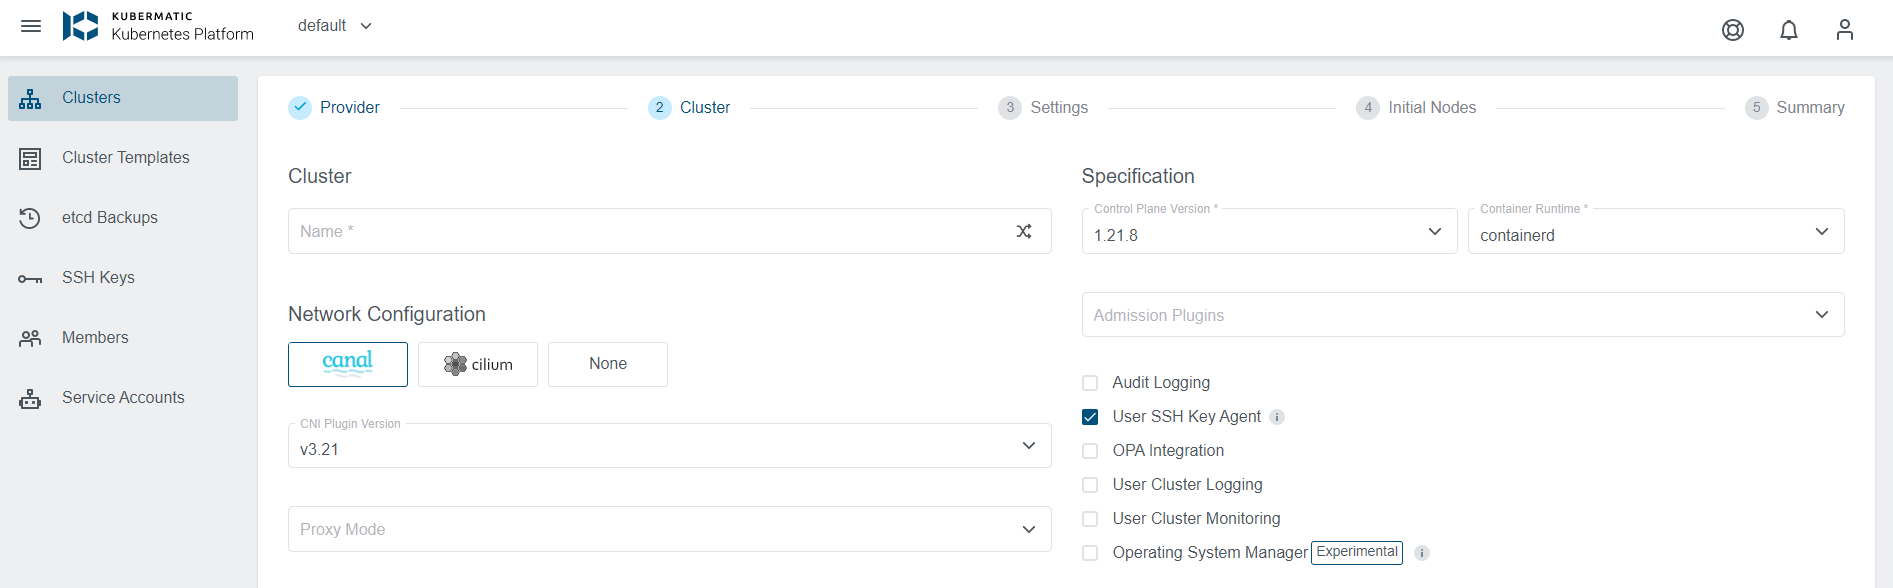 KUBERMATIC
Kubernetes Platform
default
Clusters
Cluster Templates
etcd Backups
SSH Keys
Members
Service Accounts
Provider
2 Cluster
3 Settings
4 Initial Nodes
5 Summary
Cluster
Name *
Network Configuration
canal
cilium
None
CNI Plugin Version
v3.21
Proxy Mode
Specification
Control Plane Version *
1.21.8
Container Runtime *
containerd
Admission Plugins
Audit Logging
User SSH Key Agent i
OPA Integration
User Cluster Logging
User Cluster Monitoring
Operating System Manager Experimental i